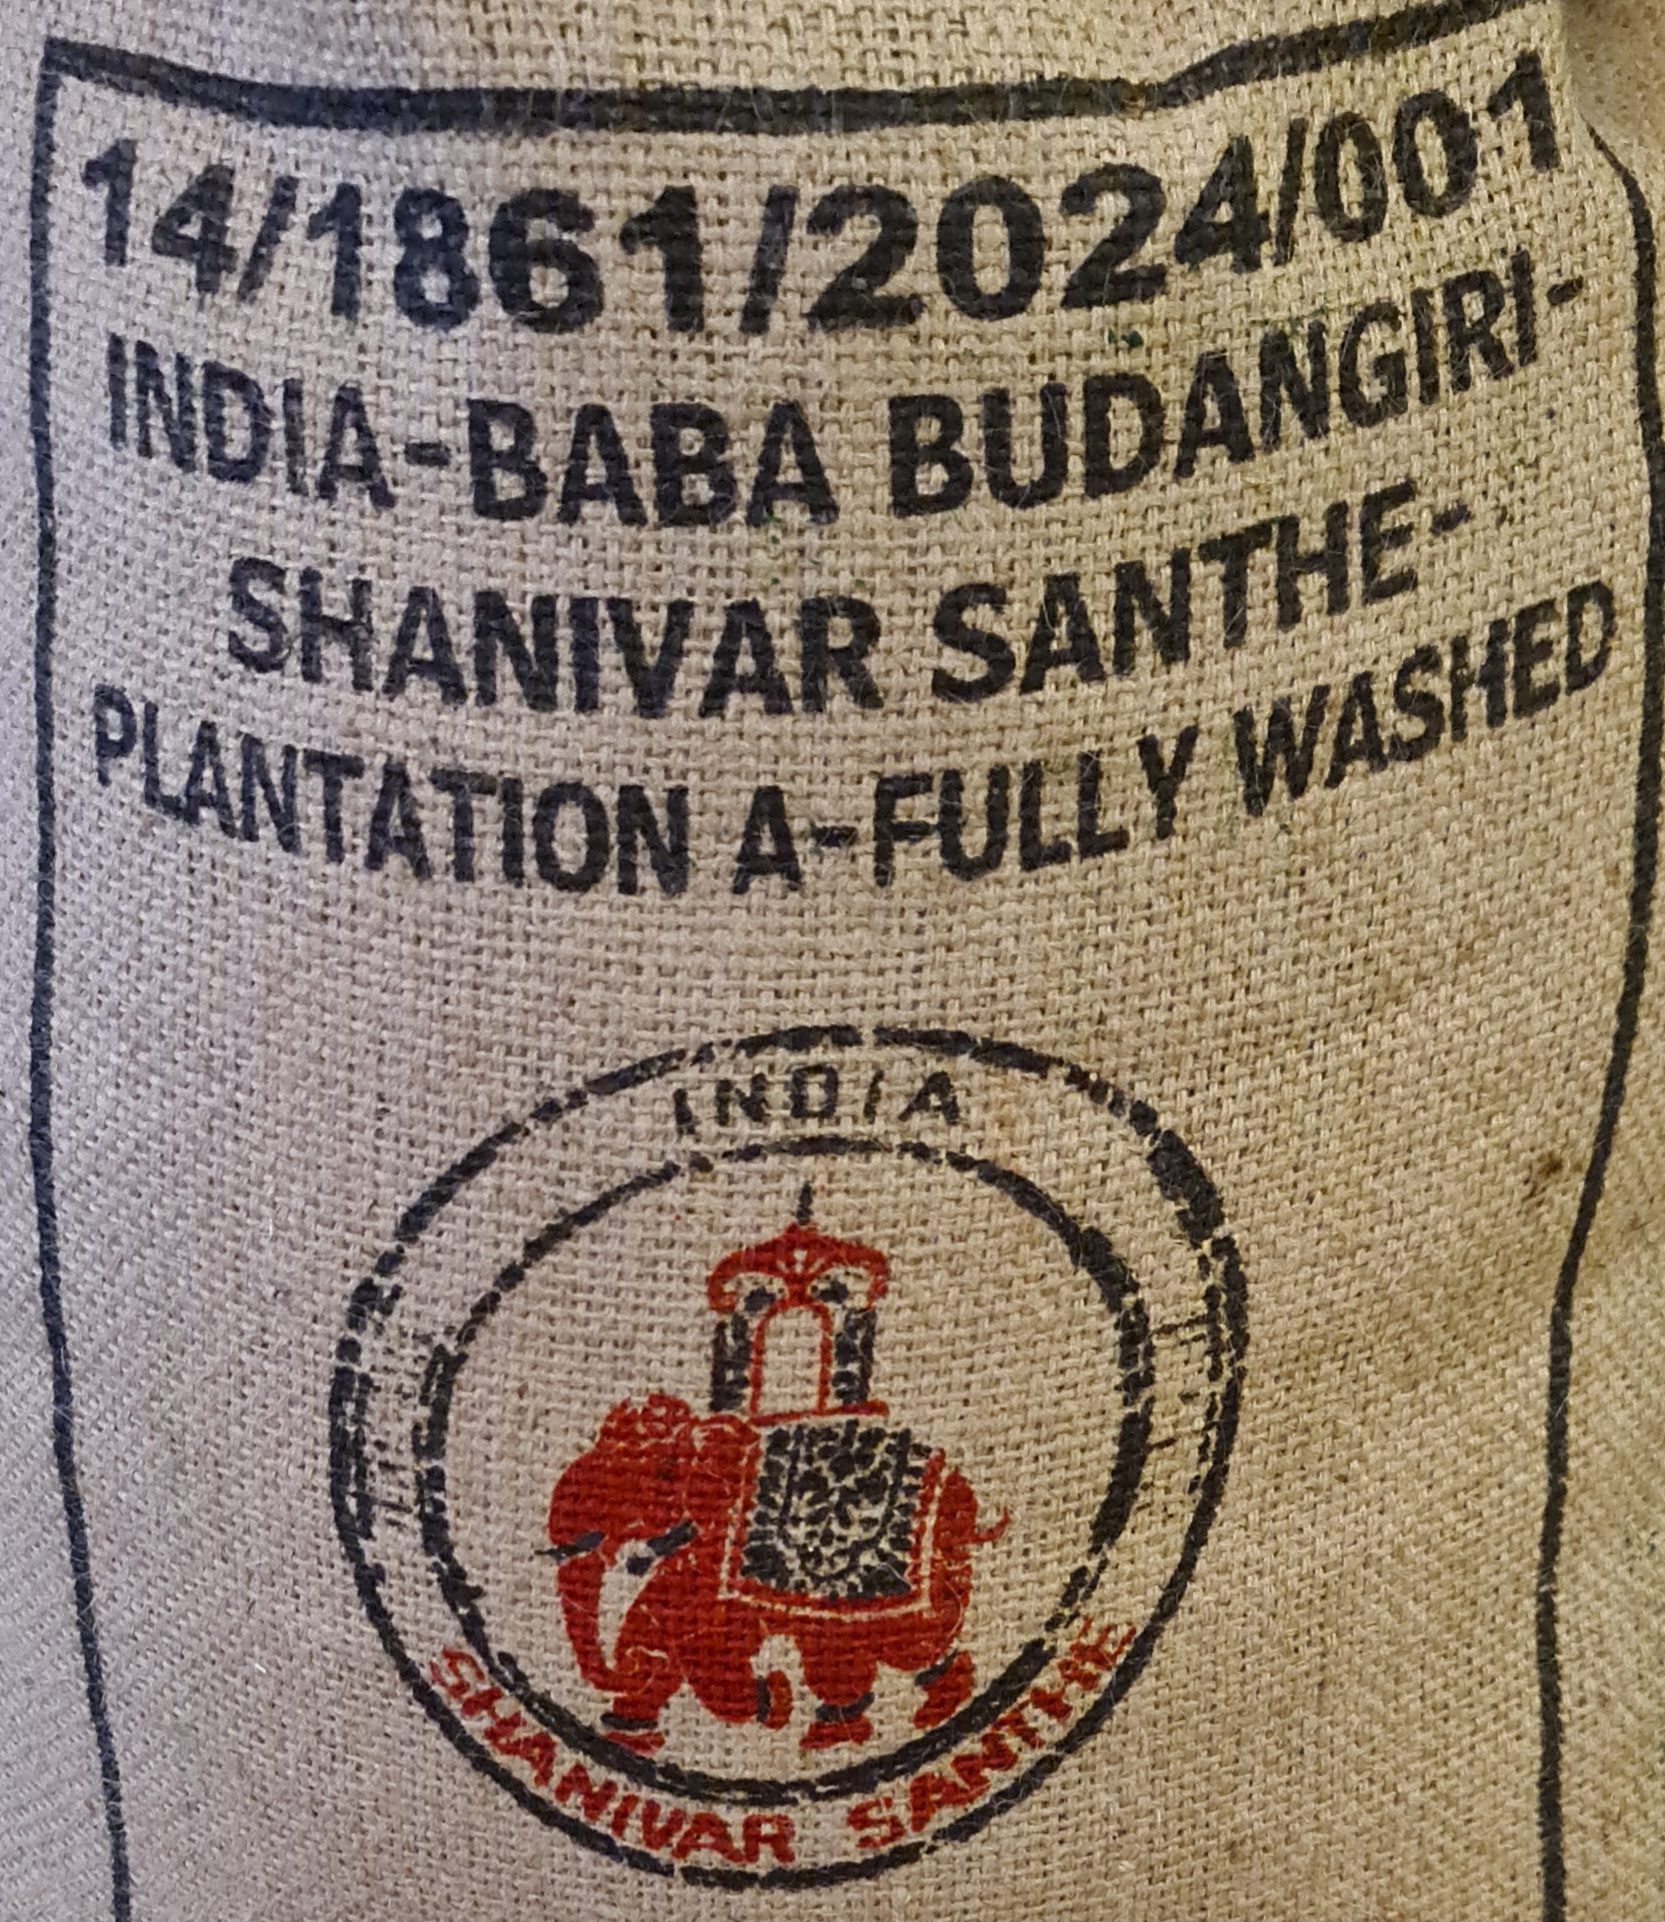 14/1861/2024/001
INDIA-BABA BUDANGIRI-
SHANIVAR SANTHE-
PLANTATION A-FULLY WASHED
INDIA
SHANIVAR SANTHE